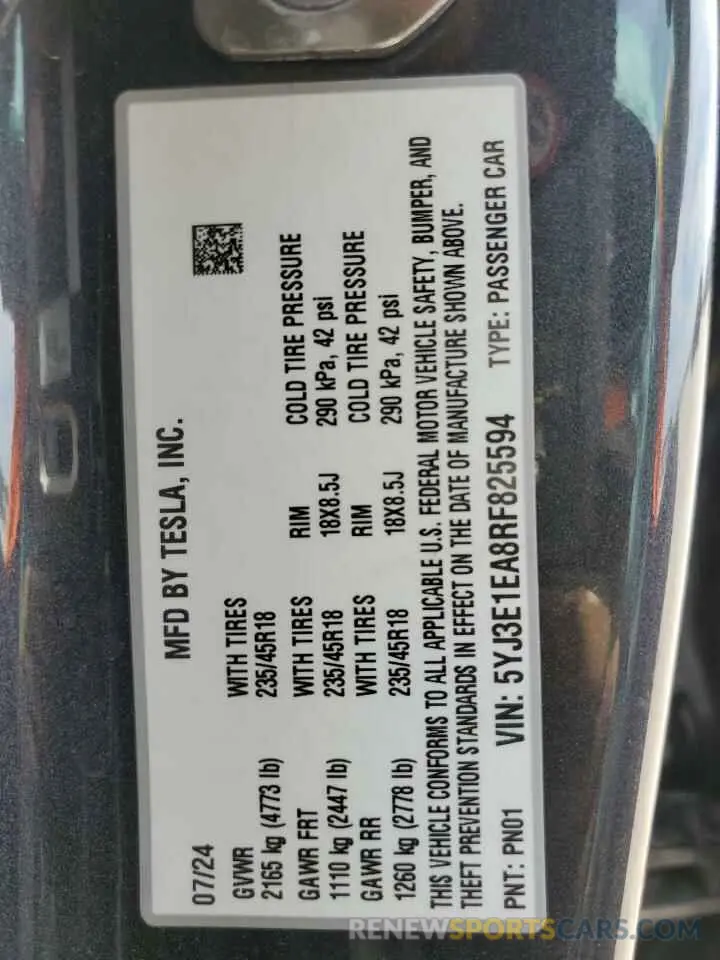 MFD BY TESLA, INC.
07/24
GVWR WITH TIRES
2165 kg (4773 lb) 235/45R18
GAWR FRT WITH TIRES RIM COLD TIRE PRESSURE
1110 kg (2447 lb) 235/45R18 18X8.5J 290 kPa, 42 psi
GAWR RR WITH TIRES RIM COLD TIRE PRESSURE
1260 kg (2778 lb) 235/45R18 18X8.5J 290 kPa, 42 psi
THIS VEHICLE CONFORMS TO ALL APPLICABLE U.S. FEDERAL MOTOR VEHICLE SAFETY, BUMPER, AND
THEFT PREVENTION STANDARDS IN EFFECT ON THE DATE OF MANUFACTURE SHOWN ABOVE.
PNT: PN01 VIN: 5YJ3E1EA8RF825594 TYPE: PASSENGER CAR
RENEWSPORTSCARS.COM